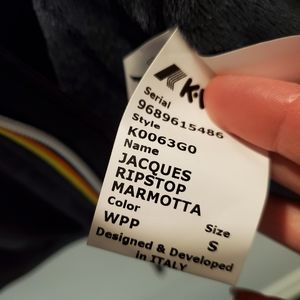 K-W
Serial
9689615486
Style
K0063G0
Name
JACQUES
RIPSTOP
MARMOTTA
Color Size
WPP S
Designed & Developed
in ITALY